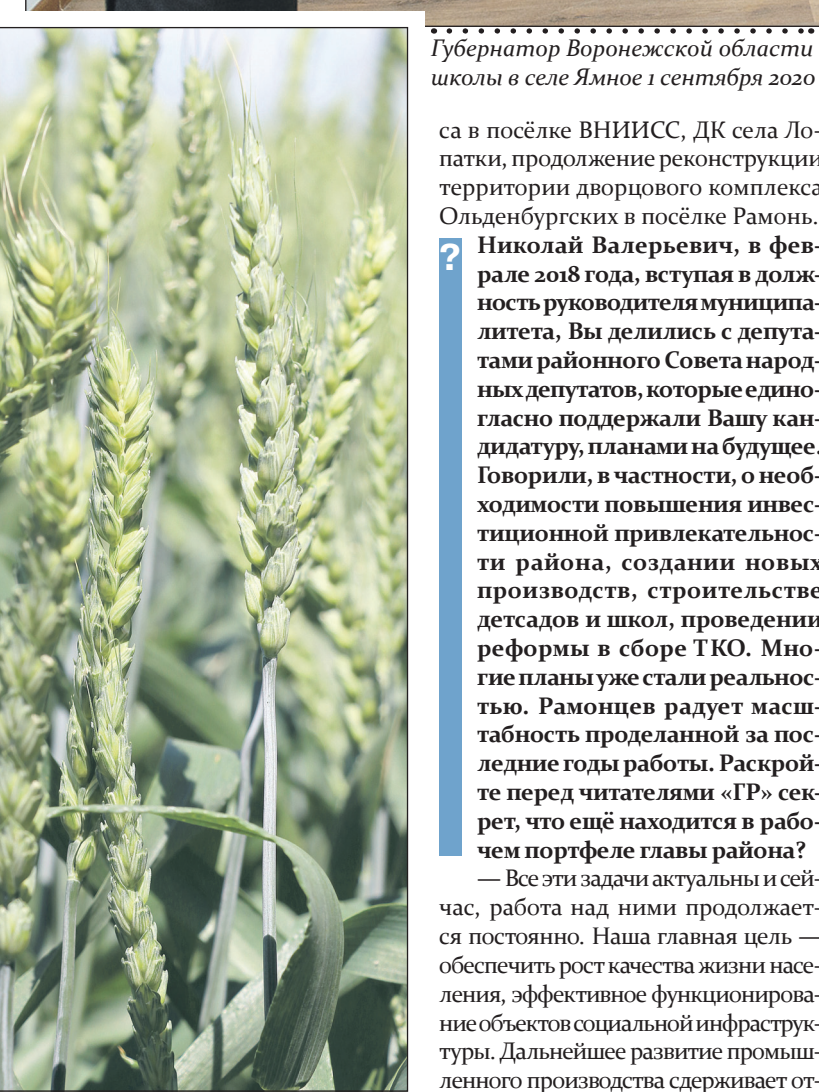 Губернатор Воронежской области
школы в селе Ямное 1 сентября 2020
са в посёлке ВНИИСС, ДК села Ло-
патки, продолжение реконструкции
территории дворцового комплекса
Ольденбургских в посёлке Рамонь.
?
Николай Валерьевич, в фев-
рале 2018 года, вступая в долж-
ность руководителя муниципа-
литета, Вы делились с депута-
тами районного Совета народ-
ных депутатов, которые едино-
гласно поддержали Вашу кан-
дидатуру, планами на будущее.
Говорили, в частности, о необ-
ходимости повышения инвес-
тиционной привлекательнос-
ти района, создании новых
производств, строительстве
детсадов и школ, проведении
реформы в сборе ТКО. Мно-
гие планы уже стали реальнос-
тью. Рамонцев радует масш-
табность проделанной за пос-
ледние годы работы. Раскрой-
те перед читателями «ГР» сек-
рет, что ещё находится в рабо-
чем портфеле главы района?
— Все эти задачи актуальны и сей-
час, работа над ними продолжает-
ся постоянно. Наша главная цель —
обеспечить рост качества жизни насе-
ления, эффективное функционирова-
ние объектов социальной инфраструк-
туры. Дальнейшее развитие промыш-
ленного производства сдерживает от-